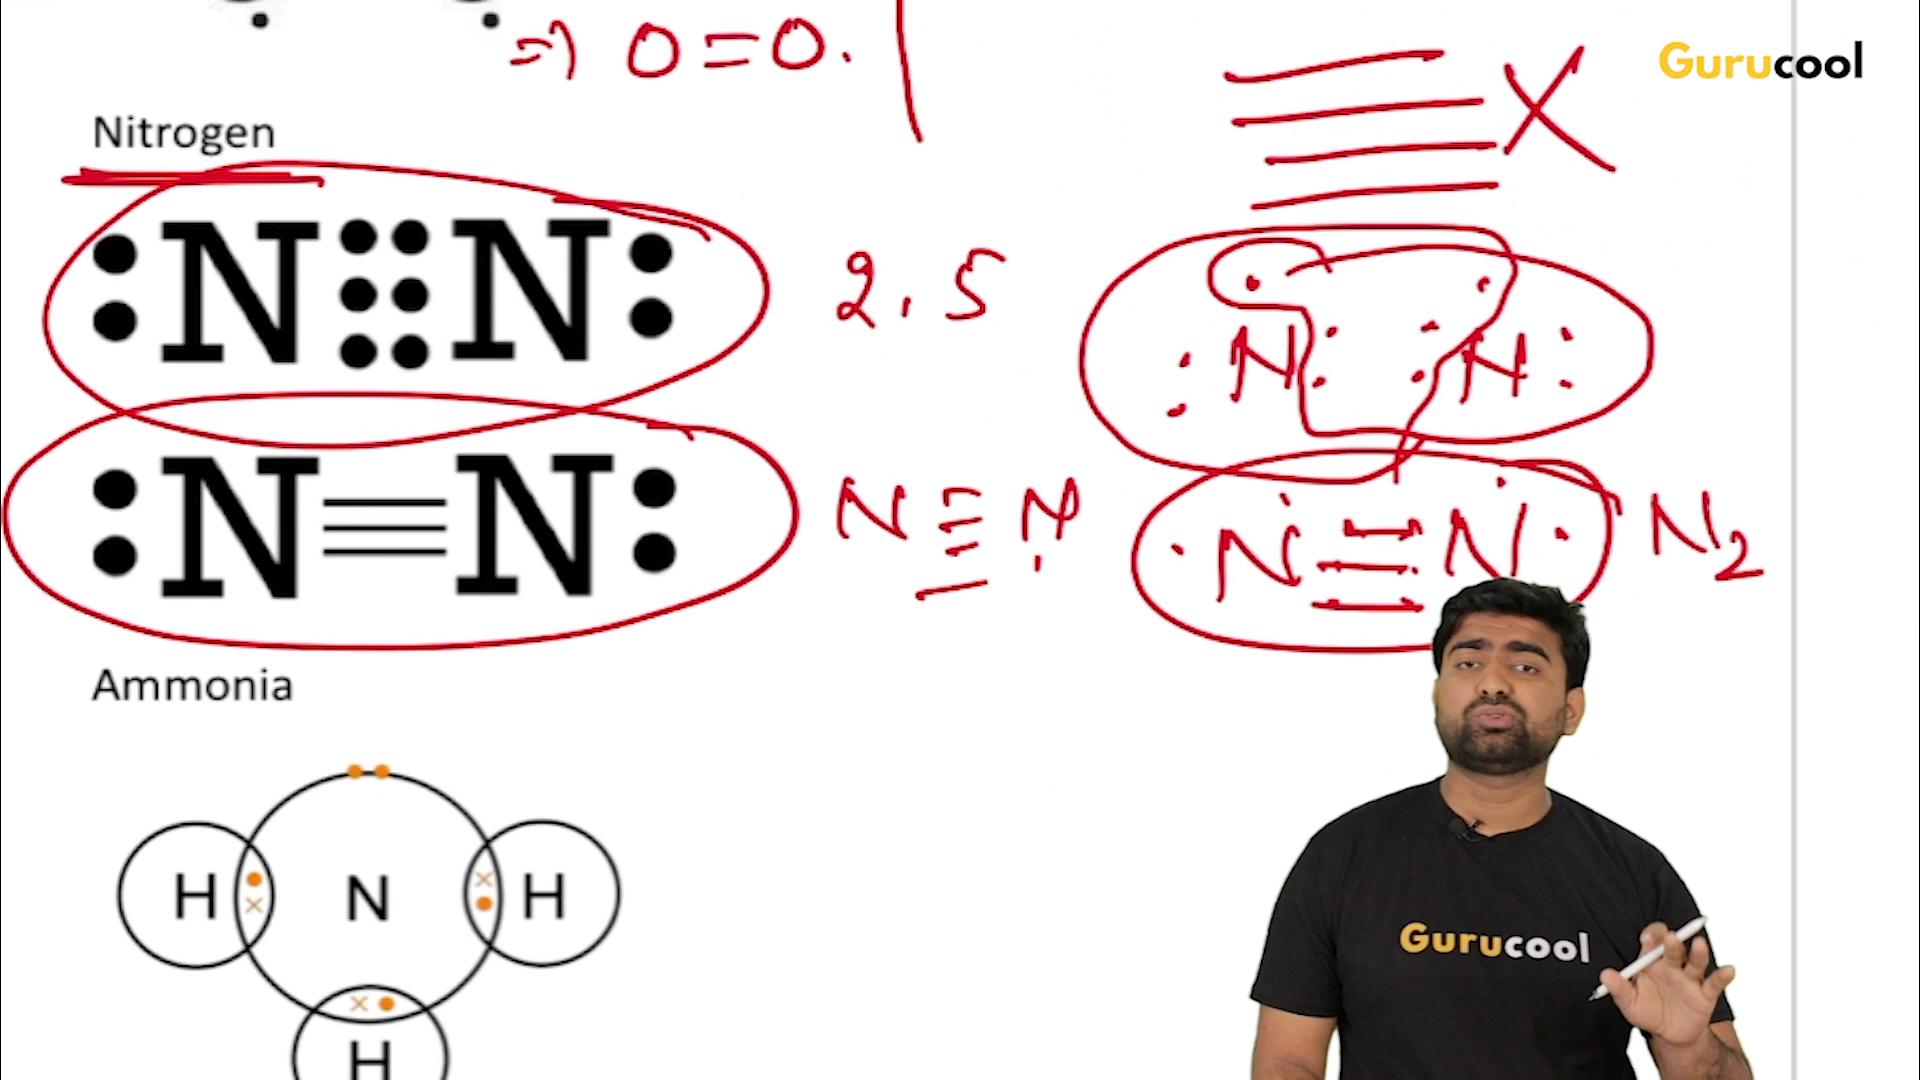 ⇒ O=O.
Gurucool
X
Nitrogen
:N⫶⫶N:
2,5
:N N:
:N≡N:
N≡N
·N≡N·
N2
Ammonia
H N H
H
Gurucool